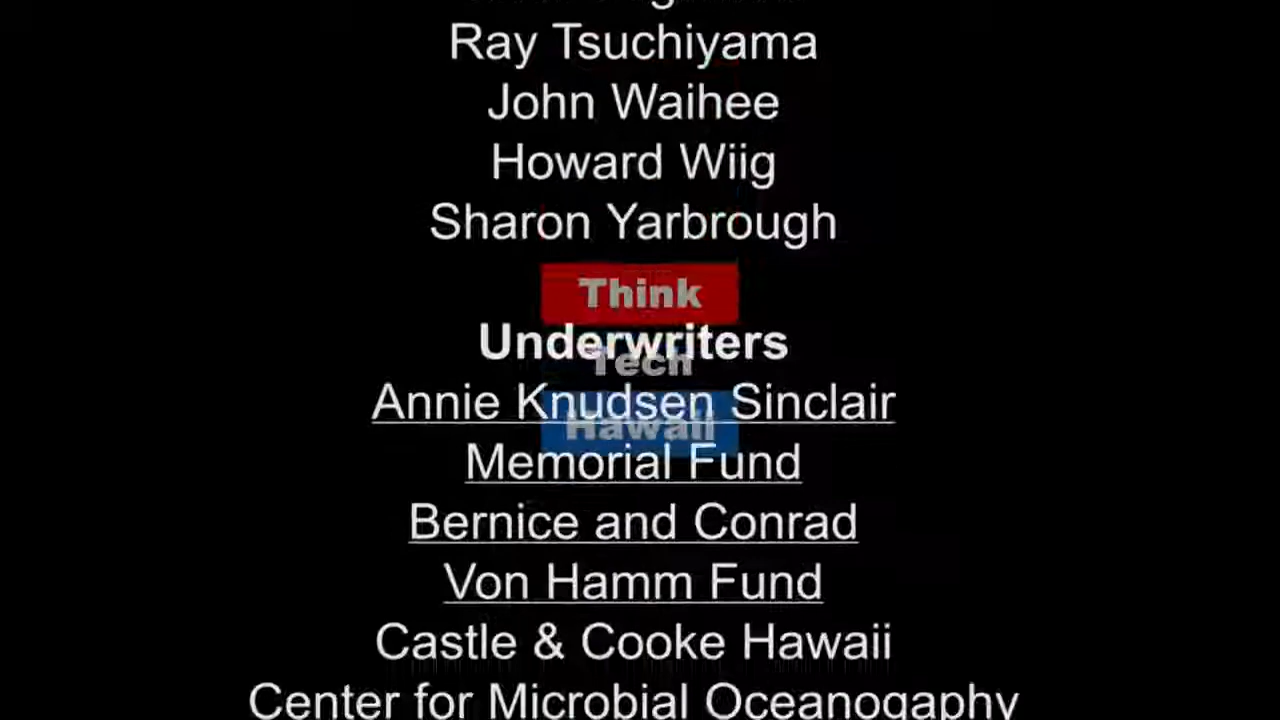 Ray Tsuchiyama
John Waihee
Howard Wiig
Sharon Yarbrough
Think
Underwriters
Tech
Annie Knudsen Sinclair
Hawaii
Memorial Fund
Bernice and Conrad
Von Hamm Fund
Castle & Cooke Hawaii
Center for Microbial Oceanogaphy